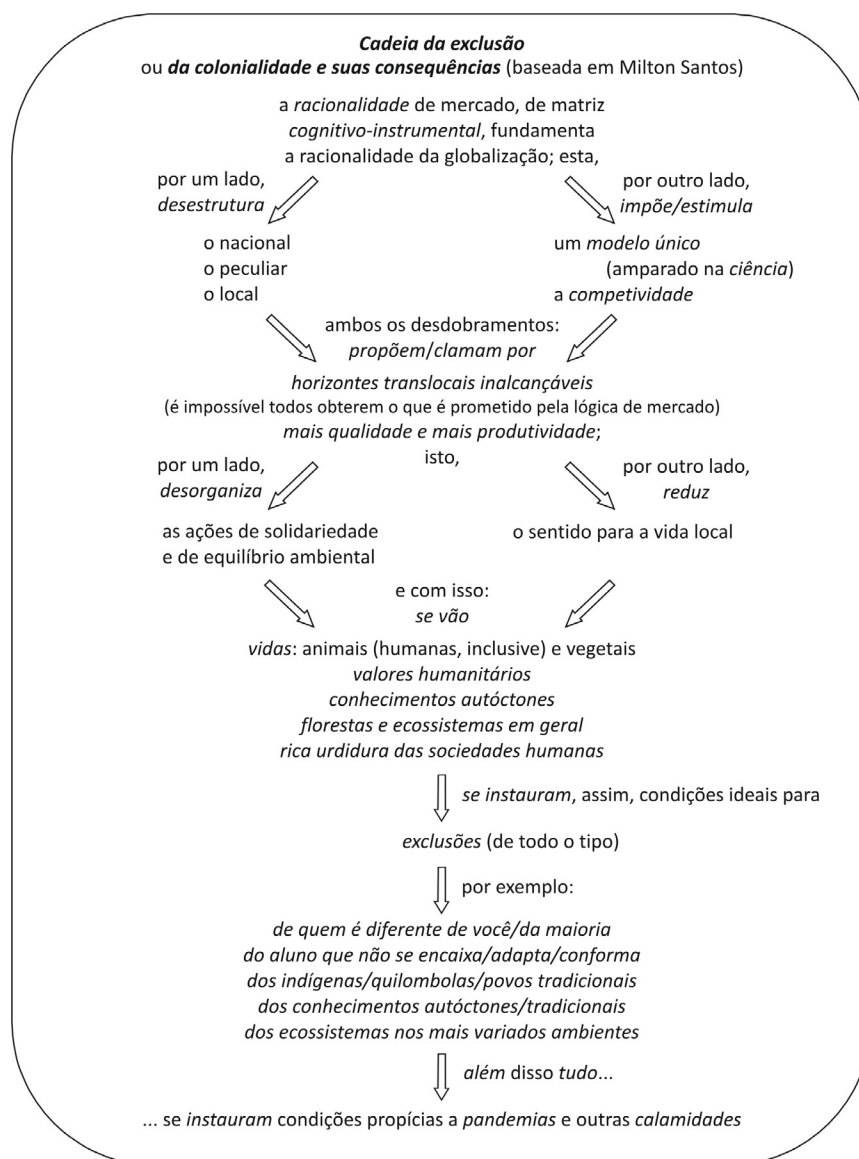 Cadeia da exclusão
ou da colonialidade e suas consequências (baseada em Milton Santos)
a racionalidade de mercado, de matriz
cognitivo-instrumental, fundamenta
a racionalidade da globalização; esta,
por um lado,
desestrutura
por outro lado,
impõe/estimula
o nacional
o peculiar
o local
um modelo único
(amparado na ciência)
a competividade
ambos os desdobramentos:
propõem/clamam por
horizontes translocais inalcançáveis
(é impossível todos obterem o que é prometido pela lógica de mercado)
mais qualidade e mais produtividade;
isto,
por um lado,
desorganiza
por outro lado,
reduz
as ações de solidariedade
e de equilíbrio ambiental
o sentido para a vida local
e com isso:
se vão
vidas: animais (humanas, inclusive) e vegetais
valores humanitários
conhecimentos autóctones
florestas e ecossistemas em geral
rica urdidura das sociedades humanas
se instauram, assim, condições ideais para
exclusões (de todo o tipo)
por exemplo:
de quem é diferente de você/da maioria
do aluno que não se encaixa/adapta/conforma
dos indígenas/quilombolas/povos tradicionais
dos conhecimentos autóctones/tradicionais
dos ecossistemas nos mais variados ambientes
além disso tudo...
... se instauram condições propícias a pandemias e outras calamidades